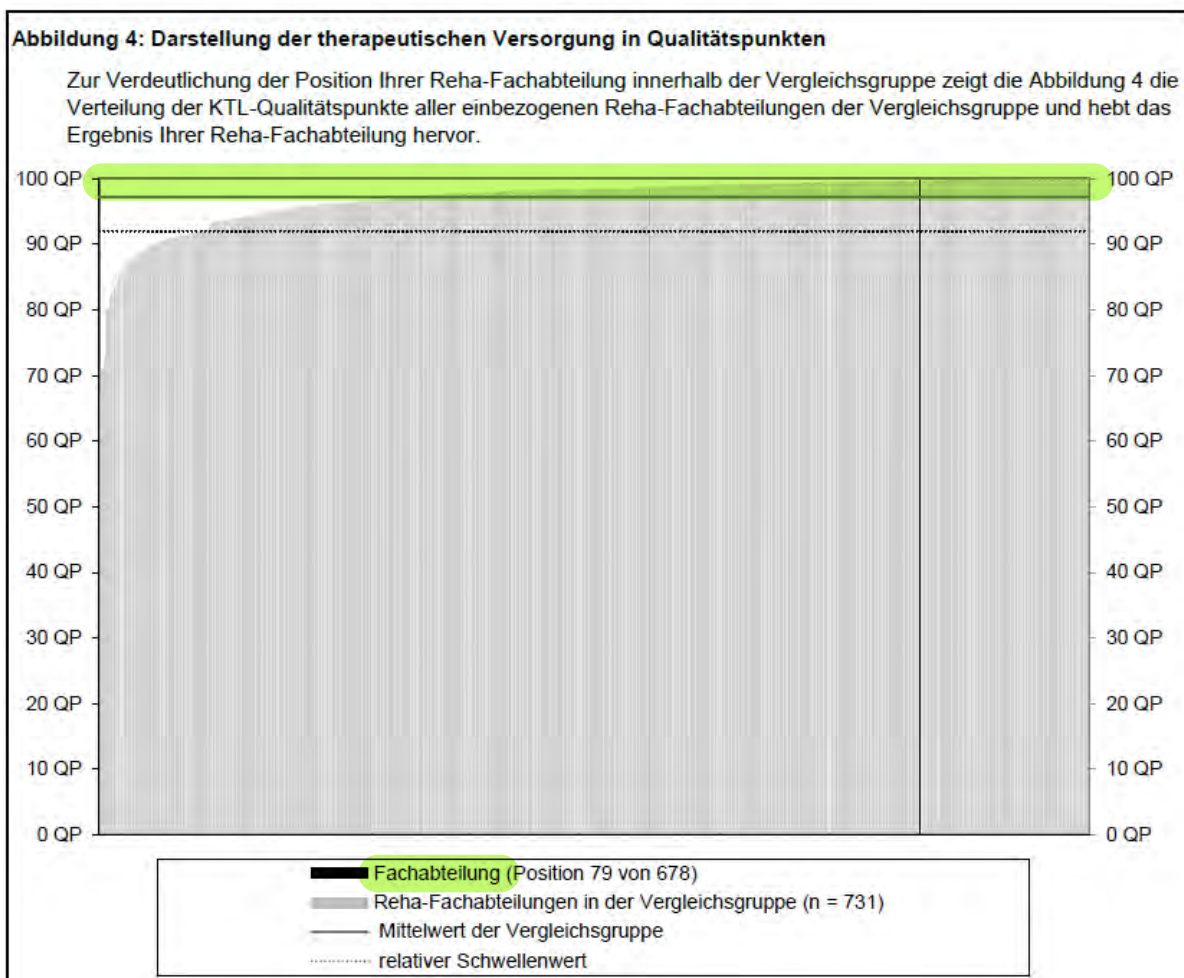 Abbildung 4: Darstellung der therapeutischen Versorgung in Qualitätspunkten
Zur Verdeutlichung der Position Ihrer Reha-Fachabteilung innerhalb der Vergleichsgruppe zeigt die Abbildung 4 die
Verteilung der KTL-Qualitätspunkte aller einbezogenen Reha-Fachabteilungen der Vergleichsgruppe und hebt das
Ergebnis Ihrer Reha-Fachabteilung hervor.
100 QP 100 QP
90 QP 90 QP
80 QP 80 QP
70 QP 70 QP
60 QP 60 QP
50 QP 50 QP
40 QP 40 QP
30 QP 30 QP
20 QP 20 QP
10 QP 10 QP
0 QP 0 QP
Fachabteilung (Position 79 von 678)
Reha-Fachabteilungen in der Vergleichsgruppe (n = 731)
Mittelwert der Vergleichsgruppe
relativer Schwellenwert